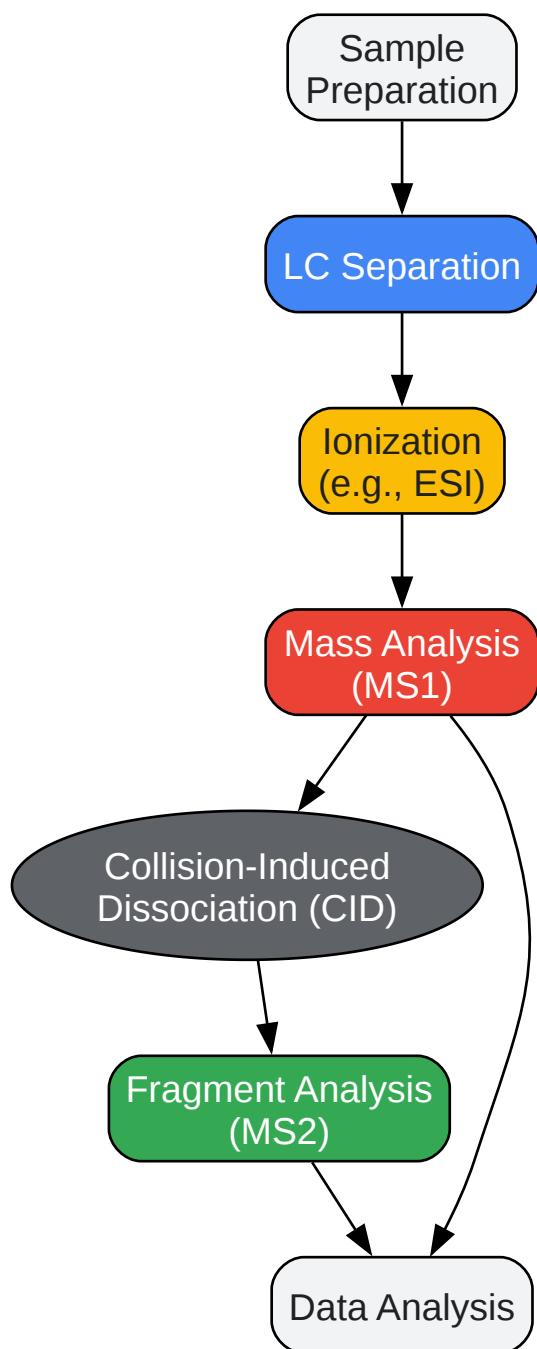 Sample
Preparation
LC Separation
Ionization
(e.g., ESI)
Mass Analysis
(MS1)
Collision-Induced
Dissociation (CID)
Fragment Analysis
(MS2)
Data Analysis